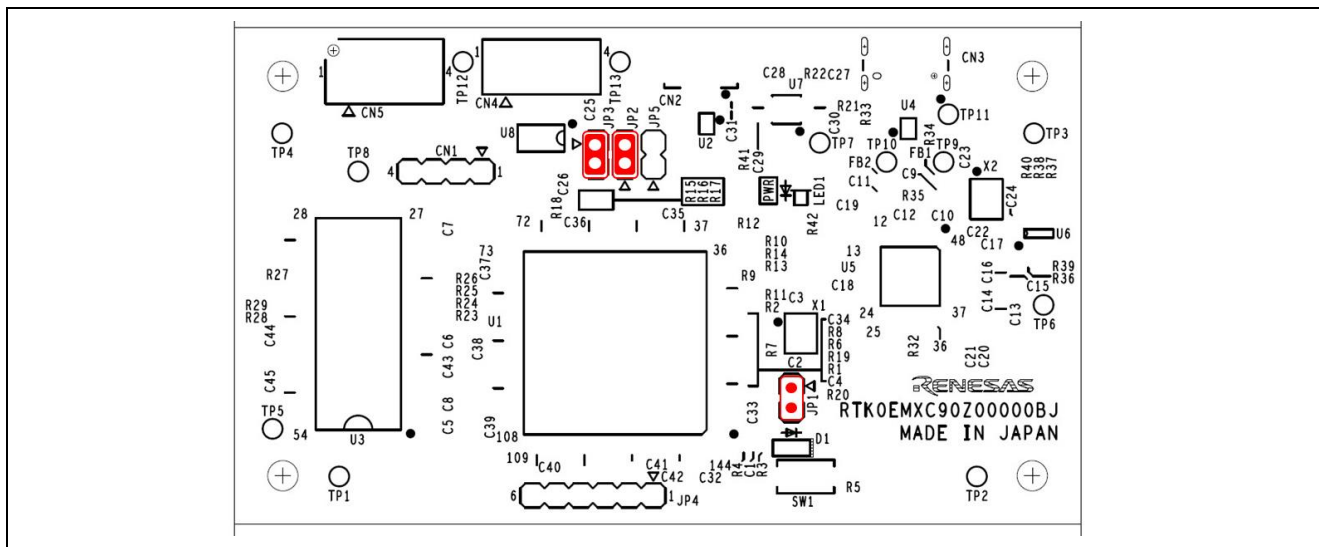 1
4
CN5
TP12
1
4
CN4
TP13
C25
JP3
JP2
JP5
CN2
C31
U2
C28
U7
R22
C27
R21
C30
TP7
R41
C29
CN3
R33
U4
R34
TP11
TP10
FB1
TP9
C23
FB2
C11
C9
R35
X2
C24
C22
TP3
R40
R38
R37
TP4
TP8
CN1
4
1
U8
C26
R18
C36
C35
R15
R16
R17
PWR
LED1
R42
R12
C19
12
C12
C10
48
C17
U6
28
27
C7
72
37
73
36
R10
R14
R13
13
U5
C18
R27
C37
R26
R25
R24
R23
R9
C16
R39
R36
C15
R29
R28
C44
U1
R11
R2
C3
X1
C34
R8
R6
R19
R1
C4
R20
24
25
37
C14
C13
TP6
C6
C43
C38
R7
C2
R32
36
C21
C20
C45
C8
C5
C39
108
C33
JP1
RENESAS
RTK0EMXC90Z00000BJ
MADE IN JAPAN
TP5
54
U3
109
C40
C41
C42
C32
144
R4
C1
R3
D1
SW1
R5
TP1
TP2
6
1
JP4